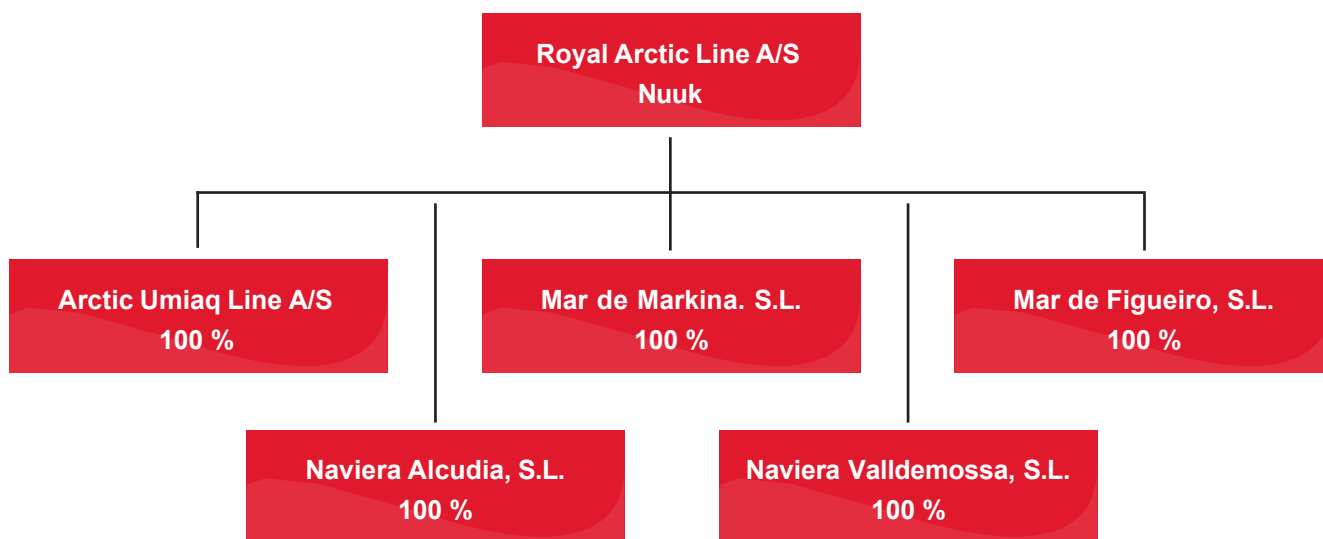 Royal Arctic Line A/S
Nuuk
Arctic Umiaq Line A/S
100 %
Mar de Markina. S.L.
100 %
Mar de Figueiro, S.L.
100 %
Naviera Alcudia, S.L.
100 %
Naviera Valldemossa, S.L.
100 %